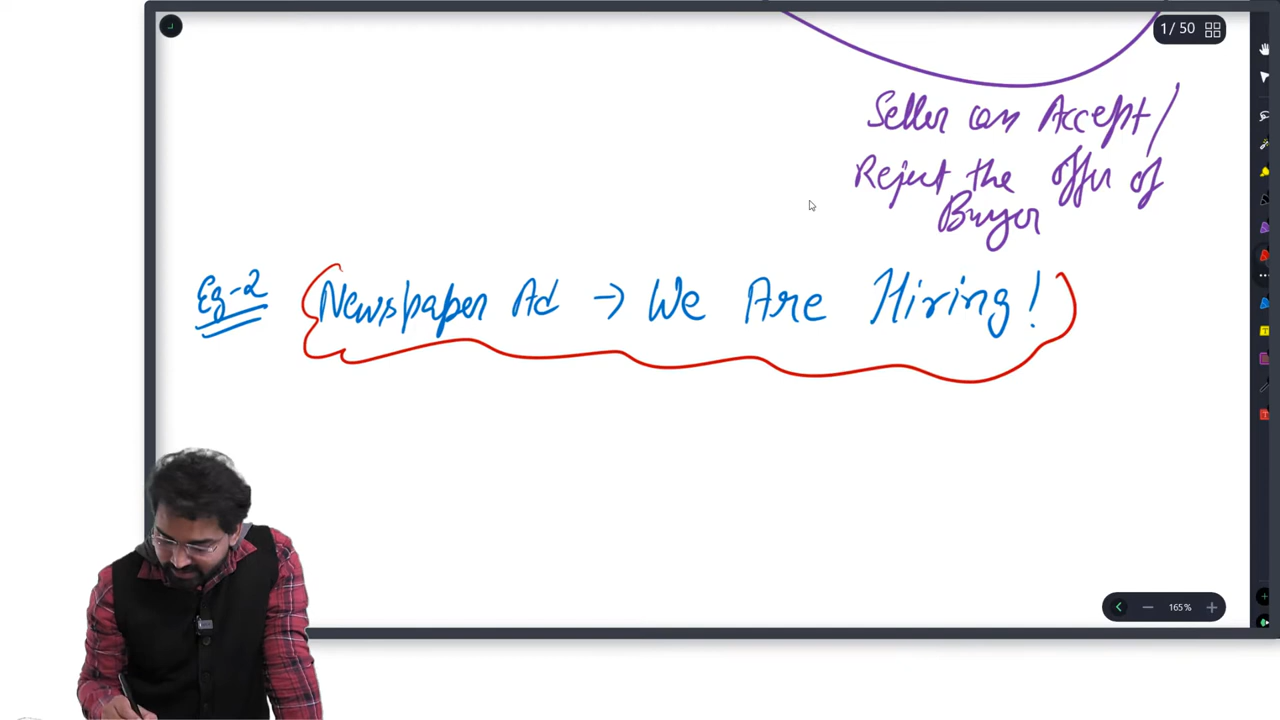 1/ 50
Seller can Accept/
Reject the offer of
Buyer
Eg-2 Newspaper Ad → We Are Hiring!
165%